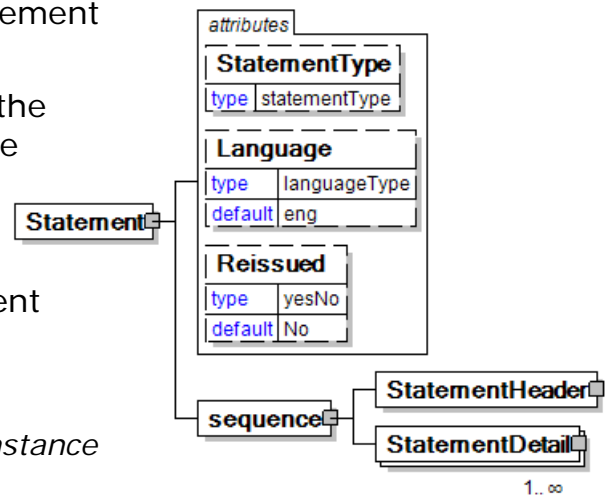 ement
the
e
ent
nstance
attributes
StatementType
type statementType
Language
type languageType
default eng
Reissued
type yesNo
default No
Statement
sequence
StatementHeader
StatementDetail
1.. ∞